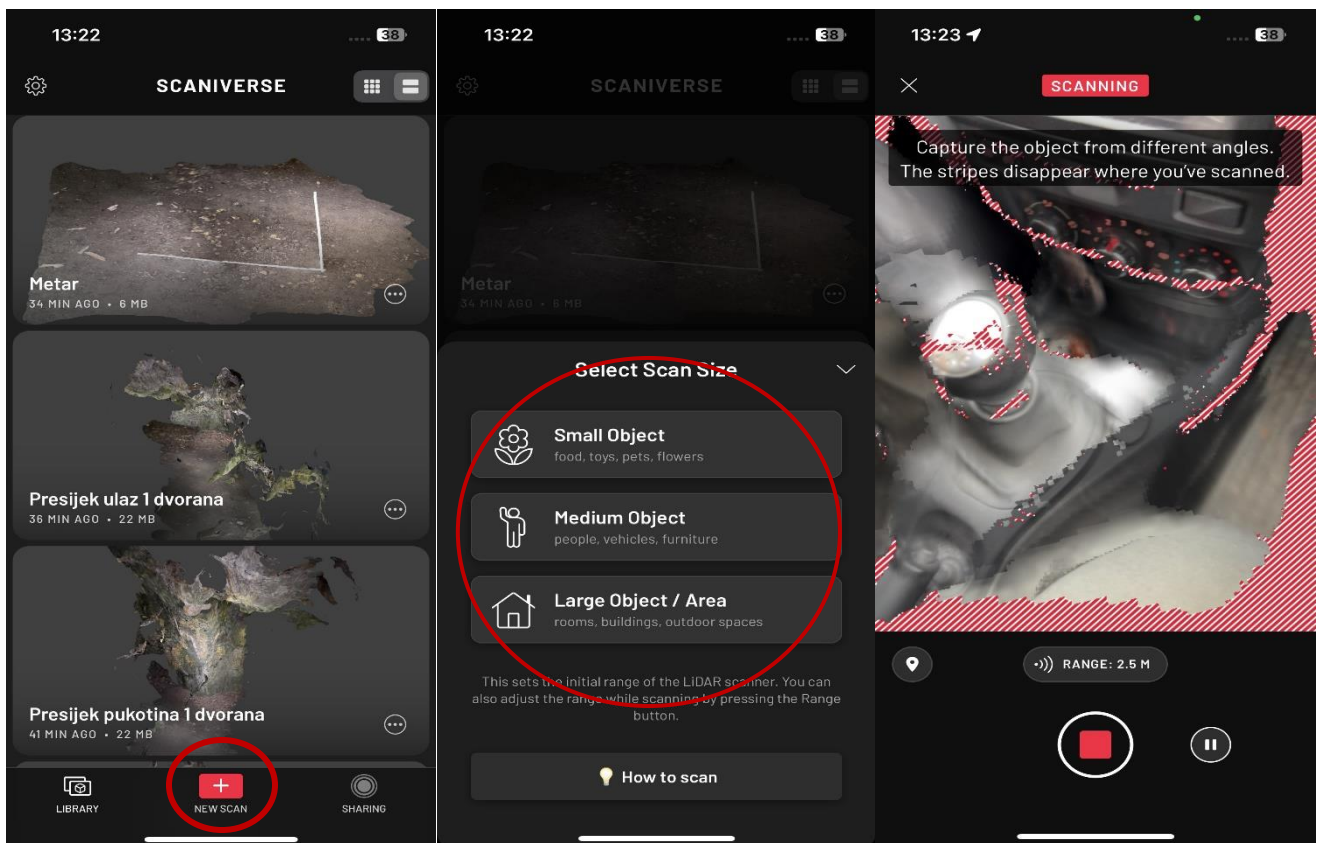 13:22
38
SCANIVERSE
Metar
34 MIN AGO • 6 MB
Presijek ulaz 1 dvorana
36 MIN AGO • 22 MB
Presijek pukotina 1 dvorana
41 MIN AGO • 22 MB
LIBRARY
NEW SCAN
SHARING
13:22
38
SCANIVERSE
Metar
34 MIN AGO • 6 MB
Select Scan Size
Small Object
food, toys, pets, flowers
Medium Object
people, vehicles, furniture
Large Object / Area
rooms, buildings, outdoor spaces
This sets the initial range of the LiDAR scanner. You can
also adjust the range while scanning by pressing the Range
button.
How to scan
13:23
38
SCANNING
Capture the object from different angles.
The stripes disappear where you've scanned.
RANGE: 2.5 M